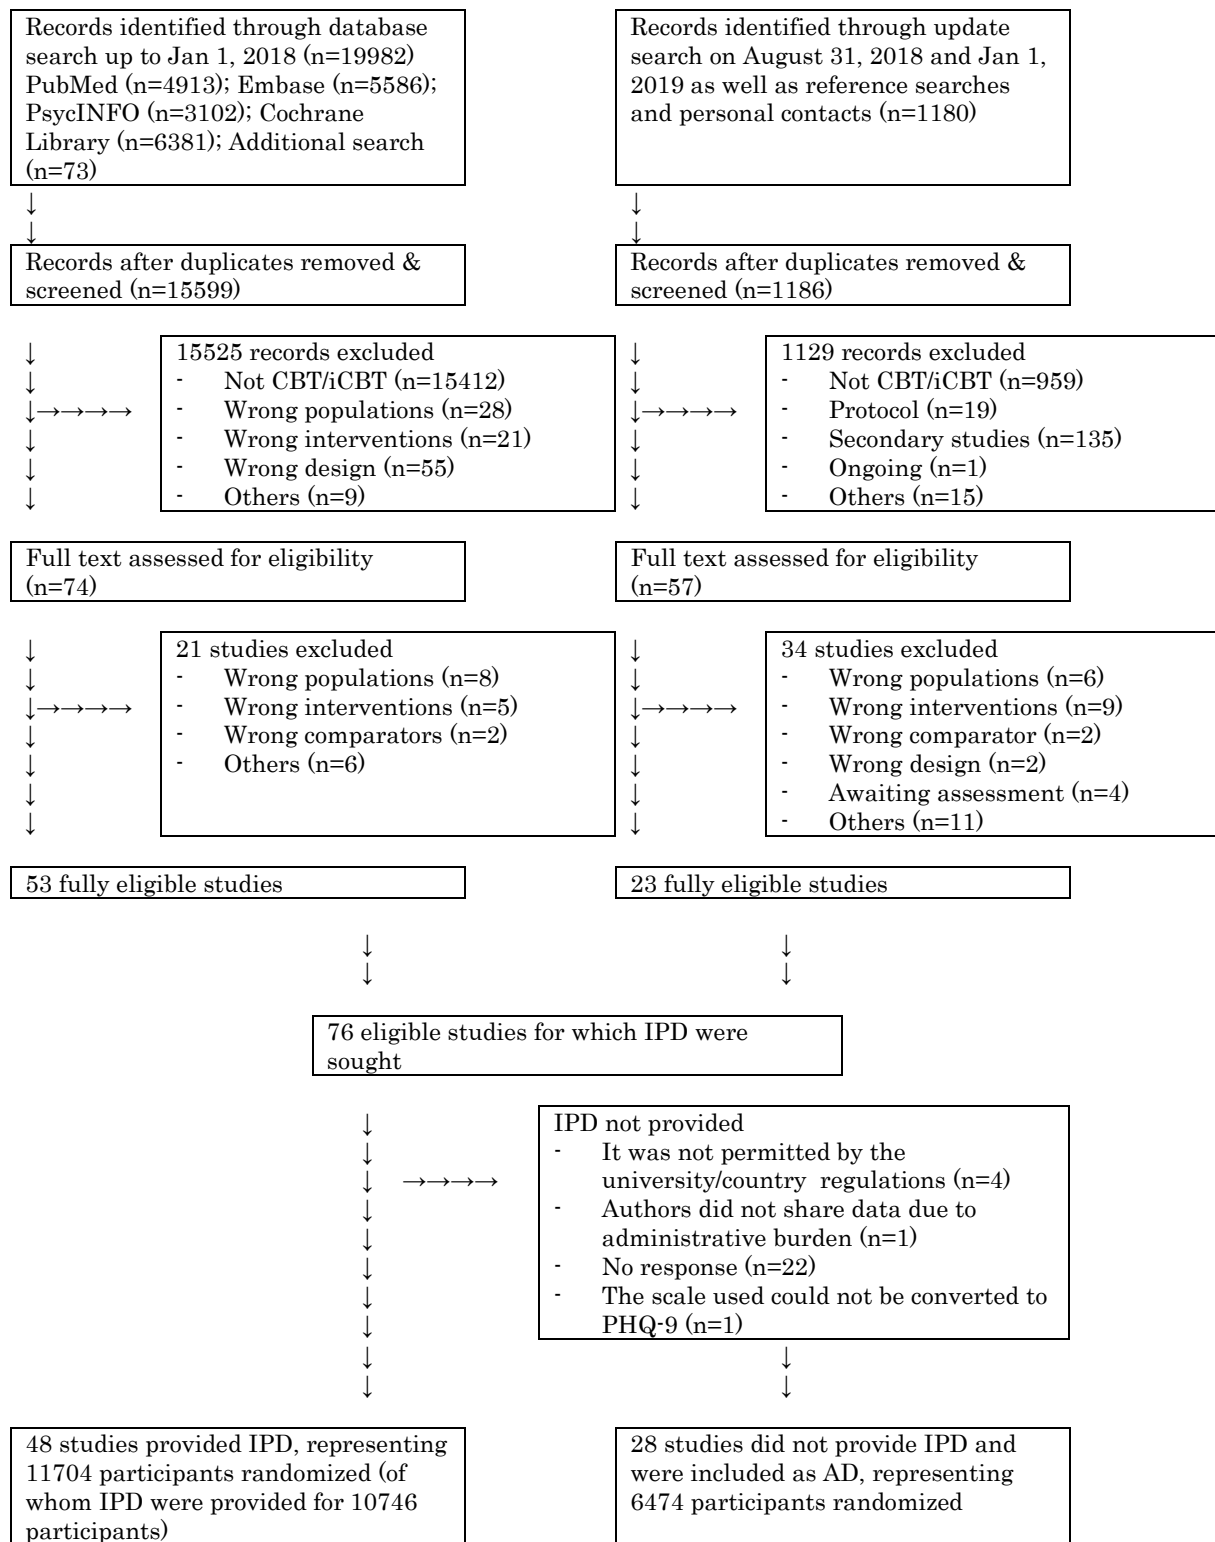 Records identified through database
search up to Jan 1, 2018 (n=19982)
PubMed (n=4913); Embase (n=5586);
PsycINFO (n=3102); Cochrane
Library (n=6381); Additional search
(n=73)
Records identified through update
search on August 31, 2018 and Jan 1,
2019 as well as reference searches
and personal contacts (n=1180)
↓ ↓
↓ ↓
Records after duplicates removed &
screened (n=15599)
Records after duplicates removed &
screened (n=1186)
↓
↓
↓→→→→
↓
↓
↓
15525 records excluded
- Not CBT/iCBT (n=15412)
- Wrong populations (n=28)
- Wrong interventions (n=21)
- Wrong design (n=55)
- Others (n=9)
↓
↓
↓→→→→
↓
↓
↓
1129 records excluded
- Not CBT/iCBT (n=959)
- Protocol (n=19)
- Secondary studies (n=135)
- Ongoing (n=1)
- Others (n=15)
Full text assessed for eligibility
(n=74)
Full text assessed for eligibility
(n=57)
↓
↓
↓→→→→
↓
↓
↓
↓
21 studies excluded
- Wrong populations (n=8)
- Wrong interventions (n=5)
- Wrong comparators (n=2)
- Others (n=6)
↓
↓
↓→→→→
↓
↓
↓
↓
34 studies excluded
- Wrong populations (n=6)
- Wrong interventions (n=9)
- Wrong comparator (n=2)
- Wrong design (n=2)
- Awaiting assessment (n=4)
- Others (n=11)
53 fully eligible studies
23 fully eligible studies
↓ ↓
↓ ↓
76 eligible studies for which IPD were
sought
↓
↓
↓ →→→→
↓
↓
↓
↓
↓
↓
↓
IPD not provided
- It was not permitted by the
university/country regulations (n=4)
- Authors did not share data due to
administrative burden (n=1)
- No response (n=22)
- The scale used could not be converted to
PHQ-9 (n=1)
↓
↓
48 studies provided IPD, representing
11704 participants randomized (of
whom IPD were provided for 10746
participants)
28 studies did not provide IPD and
were included as AD, representing
6474 participants randomized